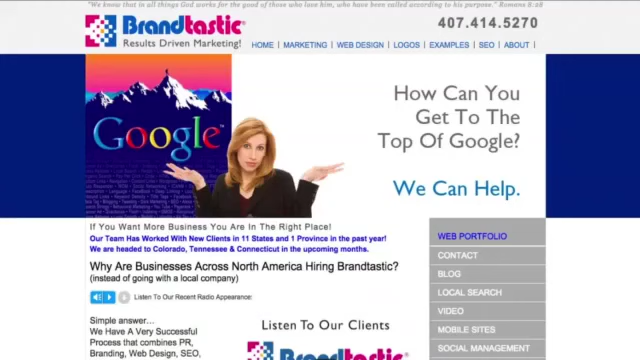 "We know that in all things God works for the good of those who love him, who have been called according to his purpose." Romans 8:28
Brandtastic®
Results Driven Marketing!
407.414.5270
HOME | MARKETING | WEB DESIGN | LOGOS | EXAMPLES | SEO | ABOUT |
Google™
How Can You
Get To The
Top Of Google?
We Can Help.
If You Want More Business You Are In The Right Place!
Our Team Has Worked With New Clients in 11 States and 1 Province in the past year!
We are headed to Colorado, Tennessee & Connecticut in the upcoming months.
Why Are Businesses Across North America Hiring Brandtastic?
(instead of going with a local company)
Listen To Our Recent Radio Appearance:
Simple answer…
We Have A Very Successful
Process that combines PR,
Branding, Web Design, SEO,
Listen To Our Clients
Brandtastic®
WEB PORTFOLIO
CONTACT
BLOG
LOCAL SEARCH
VIDEO
MOBILE SITES
SOCIAL MANAGEMENT